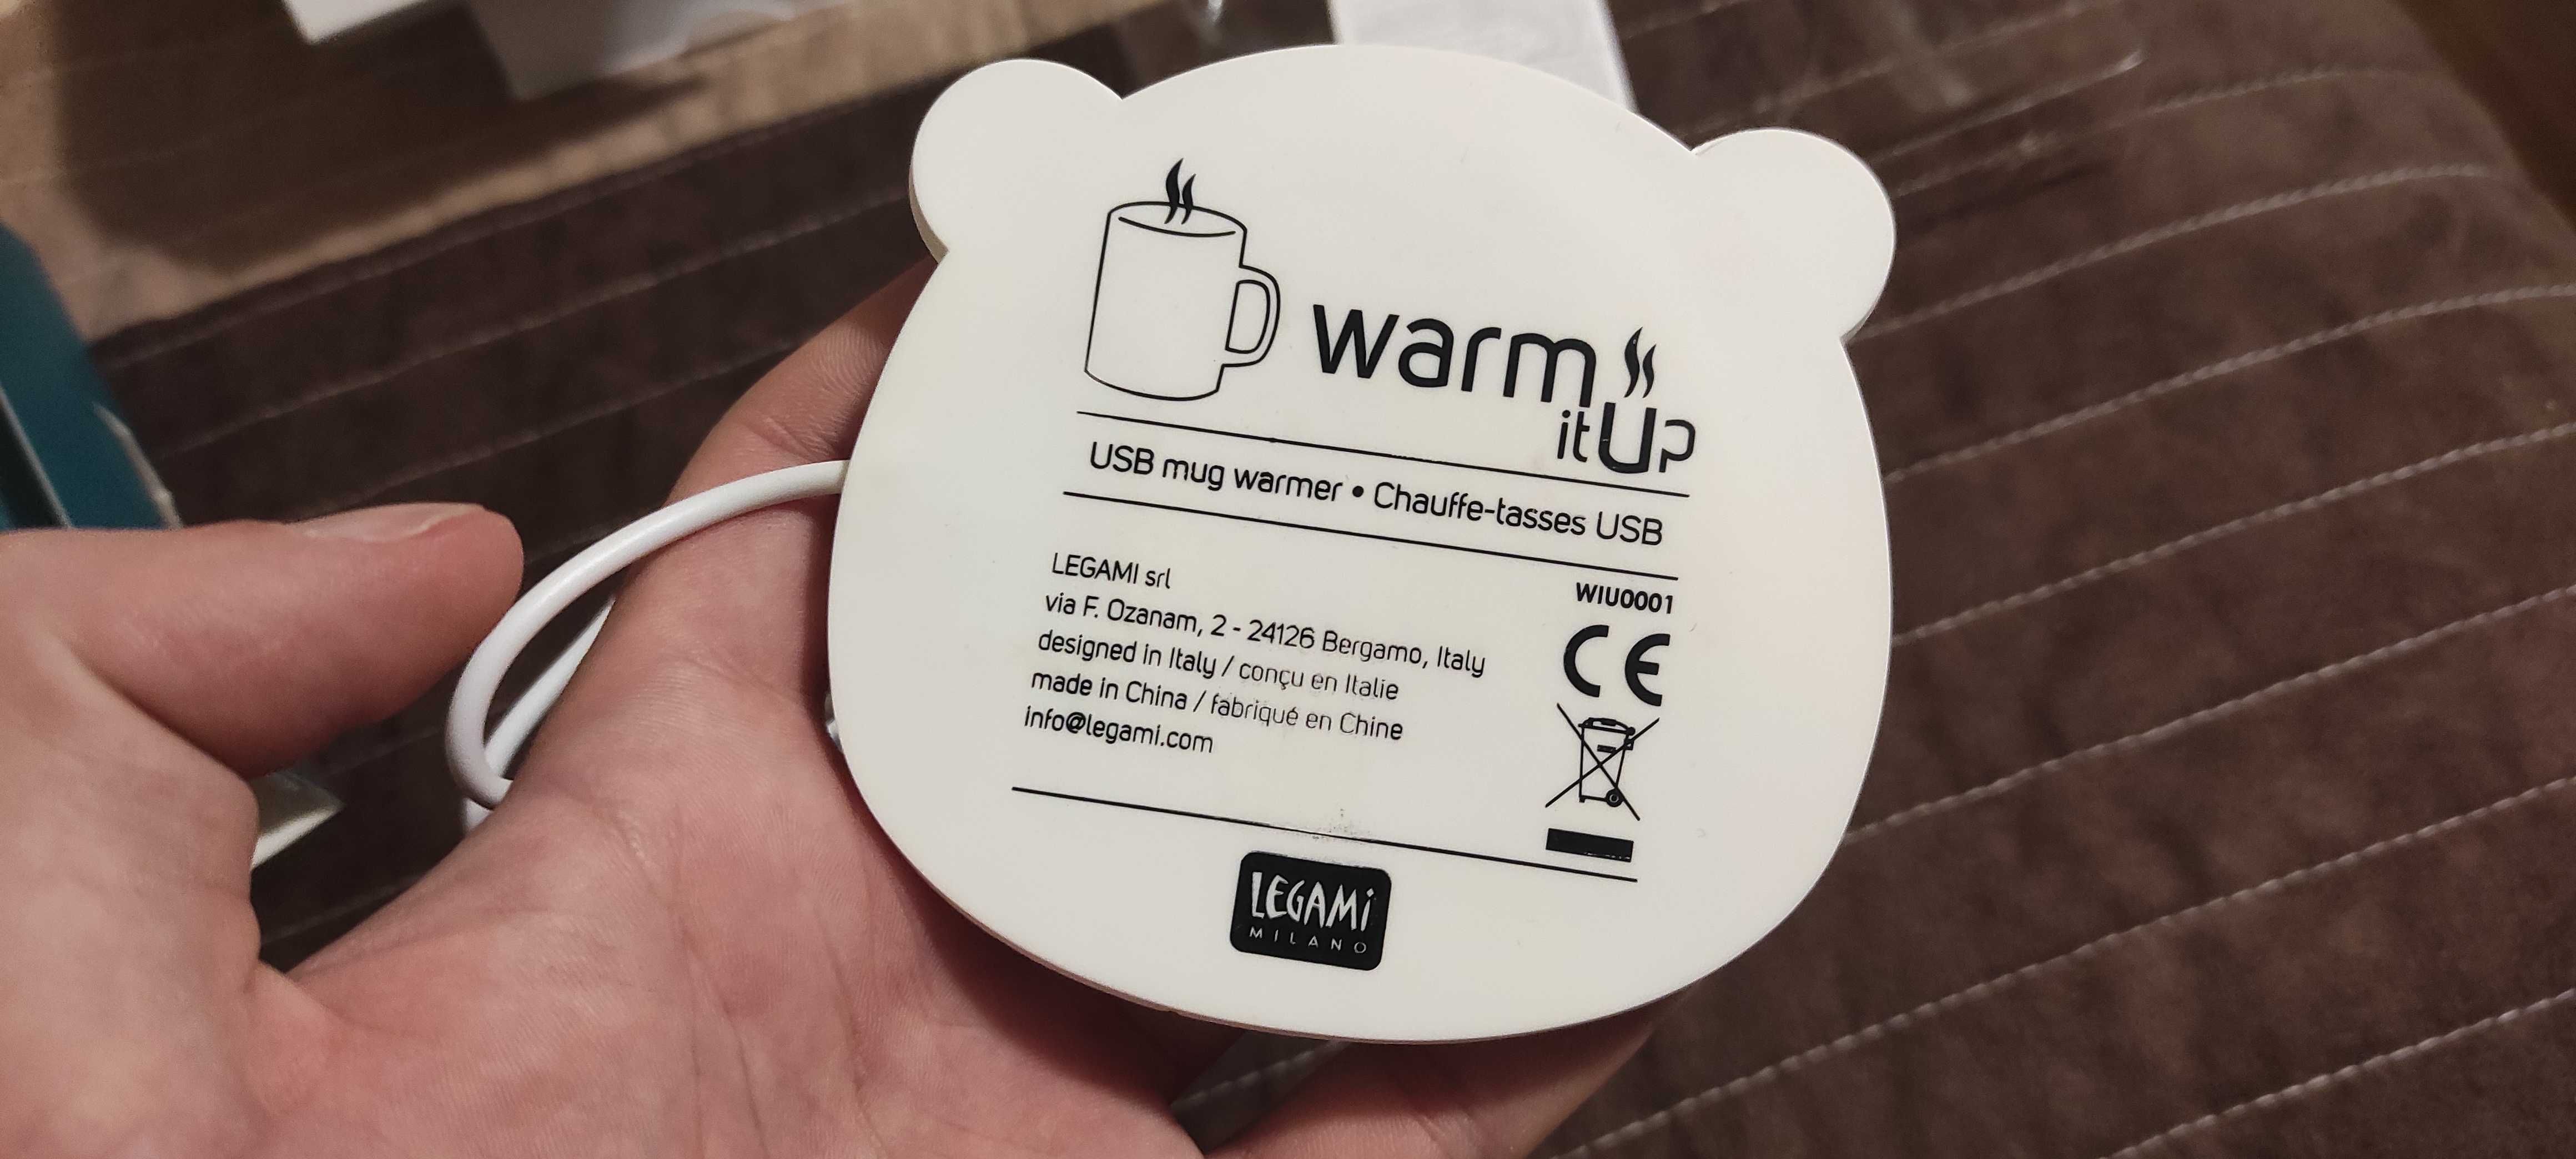 warm
it UP
USB mug warmer • Chauffe-tasses USB
LEGAMI srl
via F. Ozanam, 2 - 24126 Bergamo, Italy
designed in Italy / conçu en Italie
made in China / fabriqué en Chine
info@legami.com
WIU0001
CE
LEGAMi
MILANO